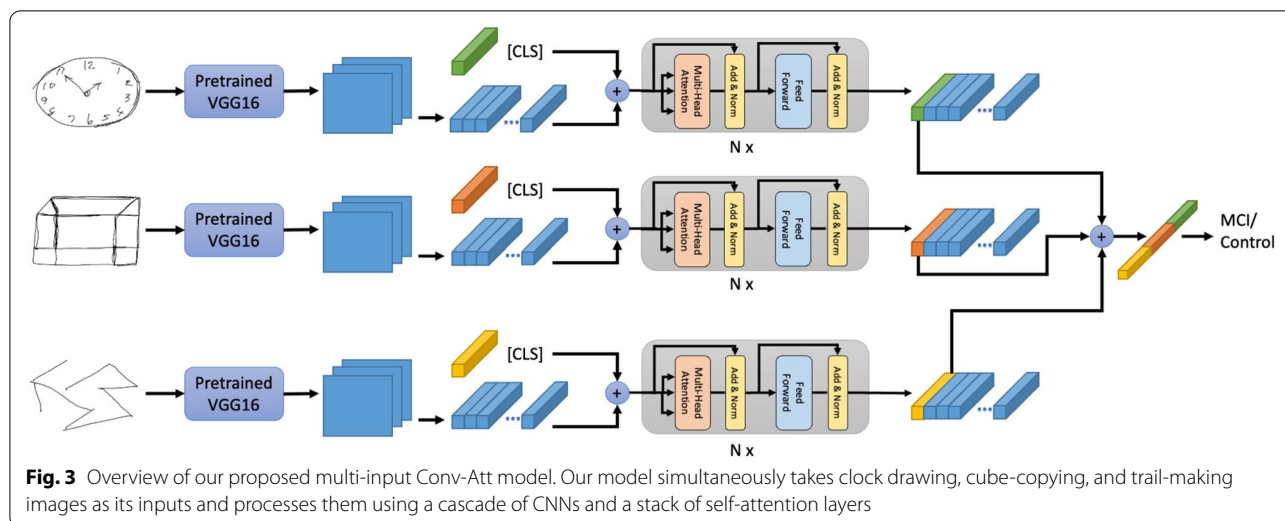 12
11
1
10
2
9
3
8
4
7
6
5
Pretrained
VGG16
[CLS]
+
Multi-Head
Attention
Add & Norm
Feed
Forward
Add & Norm
N x
Pretrained
VGG16
[CLS]
+
Multi-Head
Attention
Add & Norm
Feed
Forward
Add & Norm
N x
+
MCI/
Control
Pretrained
VGG16
[CLS]
+
Multi-Head
Attention
Add & Norm
Feed
Forward
Add & Norm
N x
Fig. 3 Overview of our proposed multi-input Conv-Att model. Our model simultaneously takes clock drawing, cube-copying, and trail-making
images as its inputs and processes them using a cascade of CNNs and a stack of self-attention layers